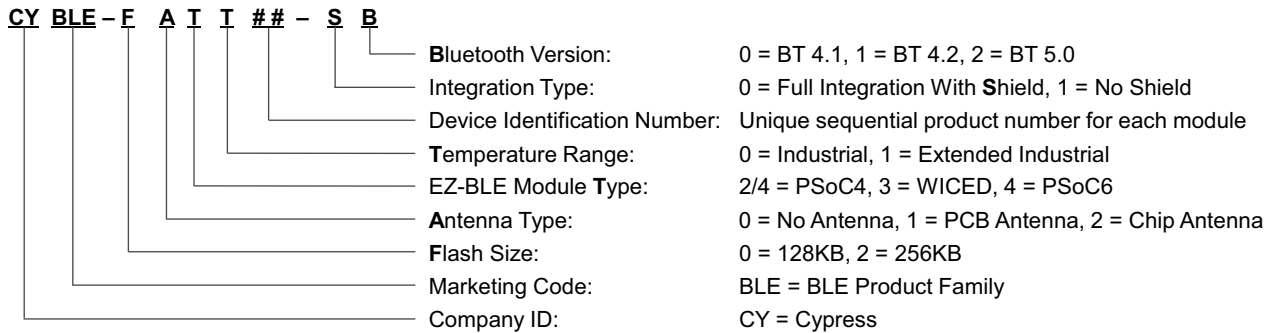 CY BLE – F A T T ## – S B
Bluetooth Version: 0 = BT 4.1, 1 = BT 4.2, 2 = BT 5.0
Integration Type: 0 = Full Integration With Shield, 1 = No Shield
Device Identification Number: Unique sequential product number for each module
Temperature Range: 0 = Industrial, 1 = Extended Industrial
EZ-BLE Module Type: 2/4 = PSoC4, 3 = WICED, 4 = PSoC6
Antenna Type: 0 = No Antenna, 1 = PCB Antenna, 2 = Chip Antenna
Flash Size: 0 = 128KB, 2 = 256KB
Marketing Code: BLE = BLE Product Family
Company ID: CY = Cypress